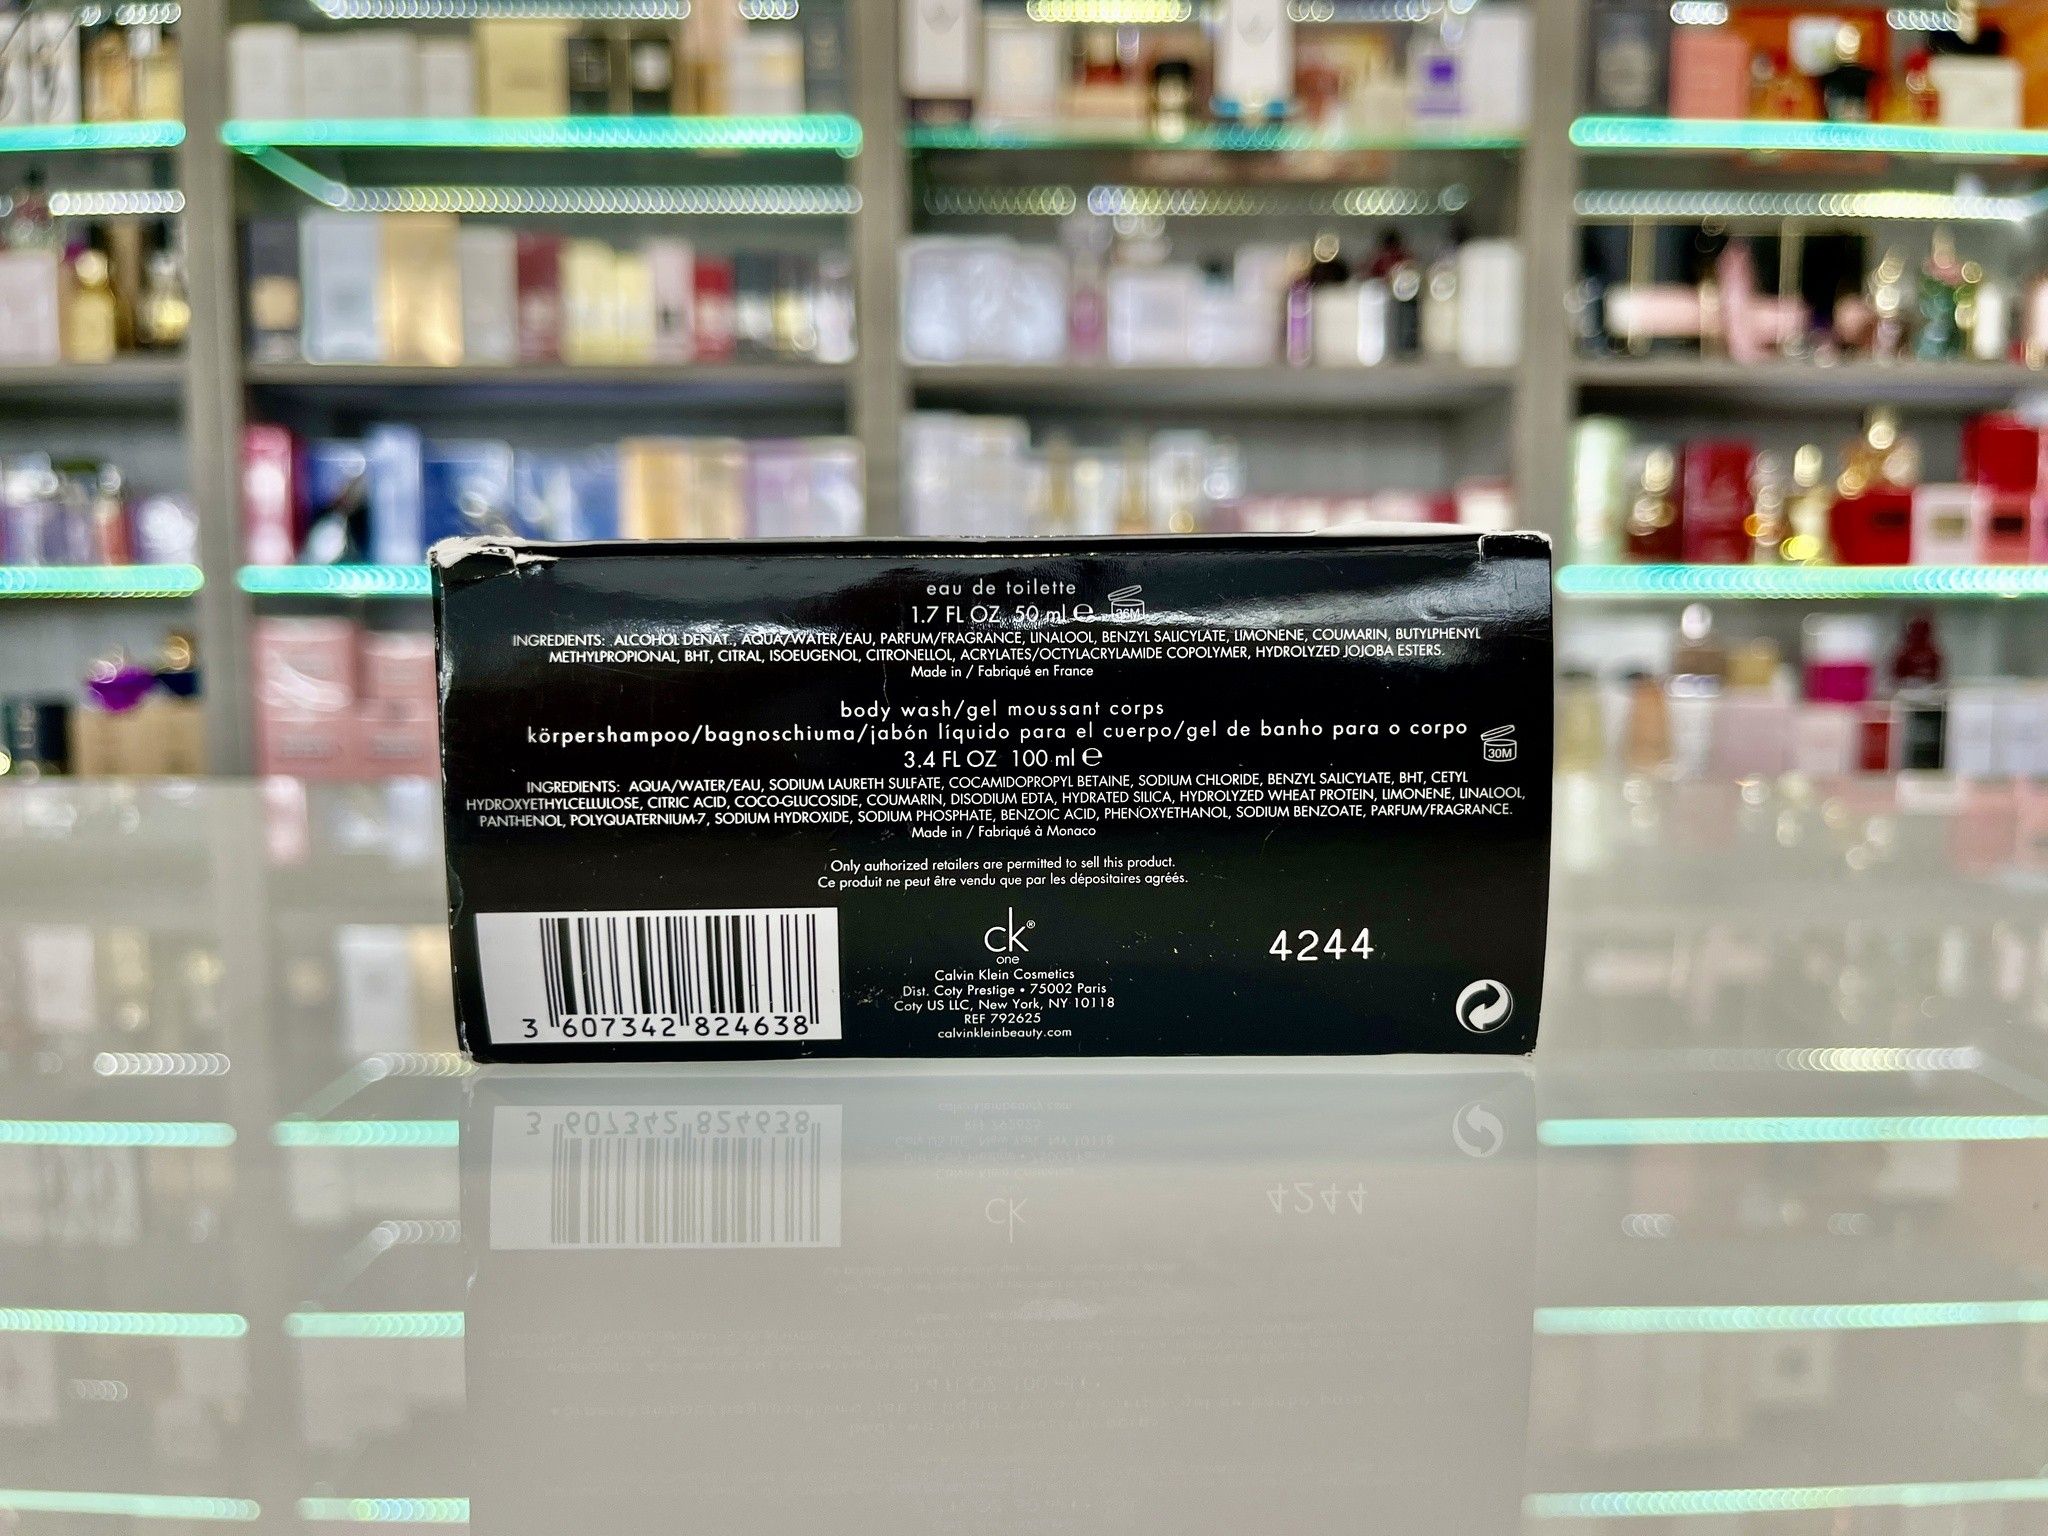 eau de toilette
1.7 FL OZ 50 ml ℮ 36M
INGREDIENTS: ALCOHOL DENAT., AQUA/WATER/EAU, PARFUM/FRAGRANCE, LINALOOL, BENZYL SALICYLATE, LIMONENE, COUMARIN, BUTYLPHENYL
METHYLPROPIONAL, BHT, CITRAL, ISOEUGENOL, CITRONELLOL, ACRYLATES/OCTYLACRYLAMIDE COPOLYMER, HYDROLYZED JOJOBA ESTERS.
Made in / Fabriqué en France
body wash/gel moussant corps
körpershampoo/bagnoschiuma/jabón líquido para el cuerpo/gel de banho para o corpo
3.4 FL OZ 100 ml ℮
30M
INGREDIENTS: AQUA/WATER/EAU, SODIUM LAURETH SULFATE, COCAMIDOPROPYL BETAINE, SODIUM CHLORIDE, BENZYL SALICYLATE, BHT, CETYL
HYDROXYETHYLCELLULOSE, CITRIC ACID, COCO-GLUCOSIDE, COUMARIN, DISODIUM EDTA, HYDRATED SILICA, HYDROLYZED WHEAT PROTEIN, LIMONENE, LINALOOL,
PANTHENOL, POLYQUATERNIUM-7, SODIUM HYDROXIDE, SODIUM PHOSPHATE, BENZOIC ACID, PHENOXYETHANOL, SODIUM BENZOATE, PARFUM/FRAGRANCE.
Made in / Fabriqué à Monaco
Only authorized retailers are permitted to sell this product.
Ce produit ne peut être vendu que par les dépositaires agréés.
ck®
one
Calvin Klein Cosmetics
Dist. Coty Prestige • 75002 Paris
Coty US LLC, New York, NY 10118
REF 792625
calvinkleinbeauty.com
4244
3 607342 824638